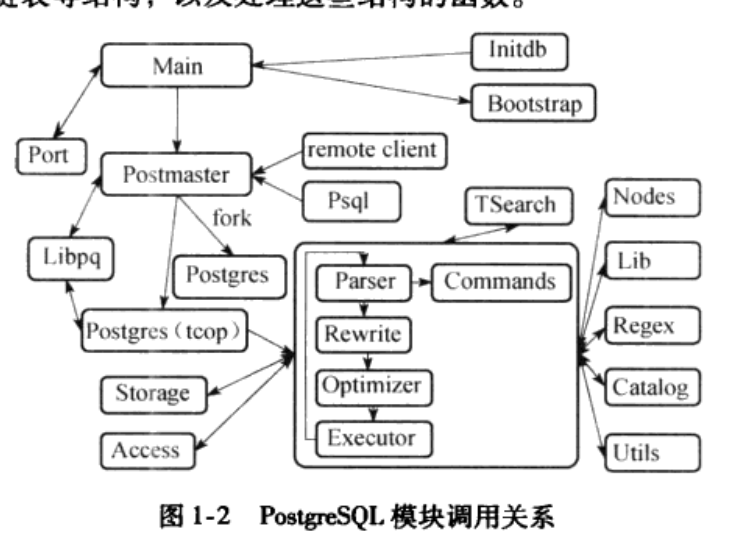 链表等结构,以及处理这些结构的函数。
Main
Initdb
Bootstrap
Port
Postmaster
remote client
Psql
fork
TSearch
Nodes
Libpq
Postgres
Parser
Commands
Lib
Postgres(tcop)
Rewrite
Regex
Storage
Optimizer
Catalog
Access
Executor
Utils
图 1-2 PostgreSQL 模块调用关系